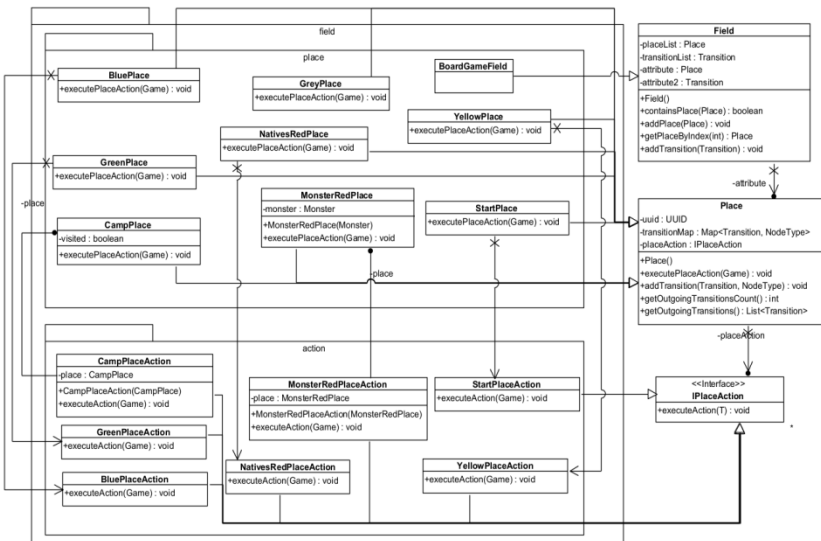 field
place
BluePlace
+executePlaceAction(Game) : void
GreyPlace
+executePlaceAction(Game) : void
BoardGameField
Field
-placeList : Place
-transitionList : Transition
-attribute : Place
-attribute2 : Transition
+Field()
+containsPlace(Place) : boolean
+addPlace(Place) : void
+getPlaceByIndex(int) : Place
+addTransition(Transition) : void
YellowPlace
+executePlaceAction(Game) : void
NativesRedPlace
+executePlaceAction(Game) : void
GreenPlace
+executePlaceAction(Game) : void
-place
CampPlace
-visited : boolean
+executePlaceAction(Game) : void
MonsterRedPlace
-monster : Monster
+MonsterRedPlace(Monster)
+executePlaceAction(Game) : void
-place
StartPlace
+executePlaceAction(Game) : void
-attribute
Place
-uuid : UUID
-transitionMap : Map<Transition, NodeType>
-placeAction : IPlaceAction
+Place()
+executePlaceAction(Game) : void
+addTransition(Transition, NodeType) : void
+getOutgoingTransitionsCount() : int
+getOutgoingTransitions() : List<Transition>
-placeAction
action
CampPlaceAction
-place : CampPlace
+CampPlaceAction(CampPlace)
+executeAction(Game) : void
MonsterRedPlaceAction
-place : MonsterRedPlace
+MonsterRedPlaceAction(MonsterRedPlace)
+executeAction(Game) : void
StartPlaceAction
+executeAction(Game) : void
<<Interface>>
IPlaceAction
+executeAction(T) : void
*
GreenPlaceAction
+executeAction(Game) : void
NativesRedPlaceAction
+executeAction(Game) : void
YellowPlaceAction
+executeAction(Game) : void
BluePlaceAction
+executeAction(Game) : void